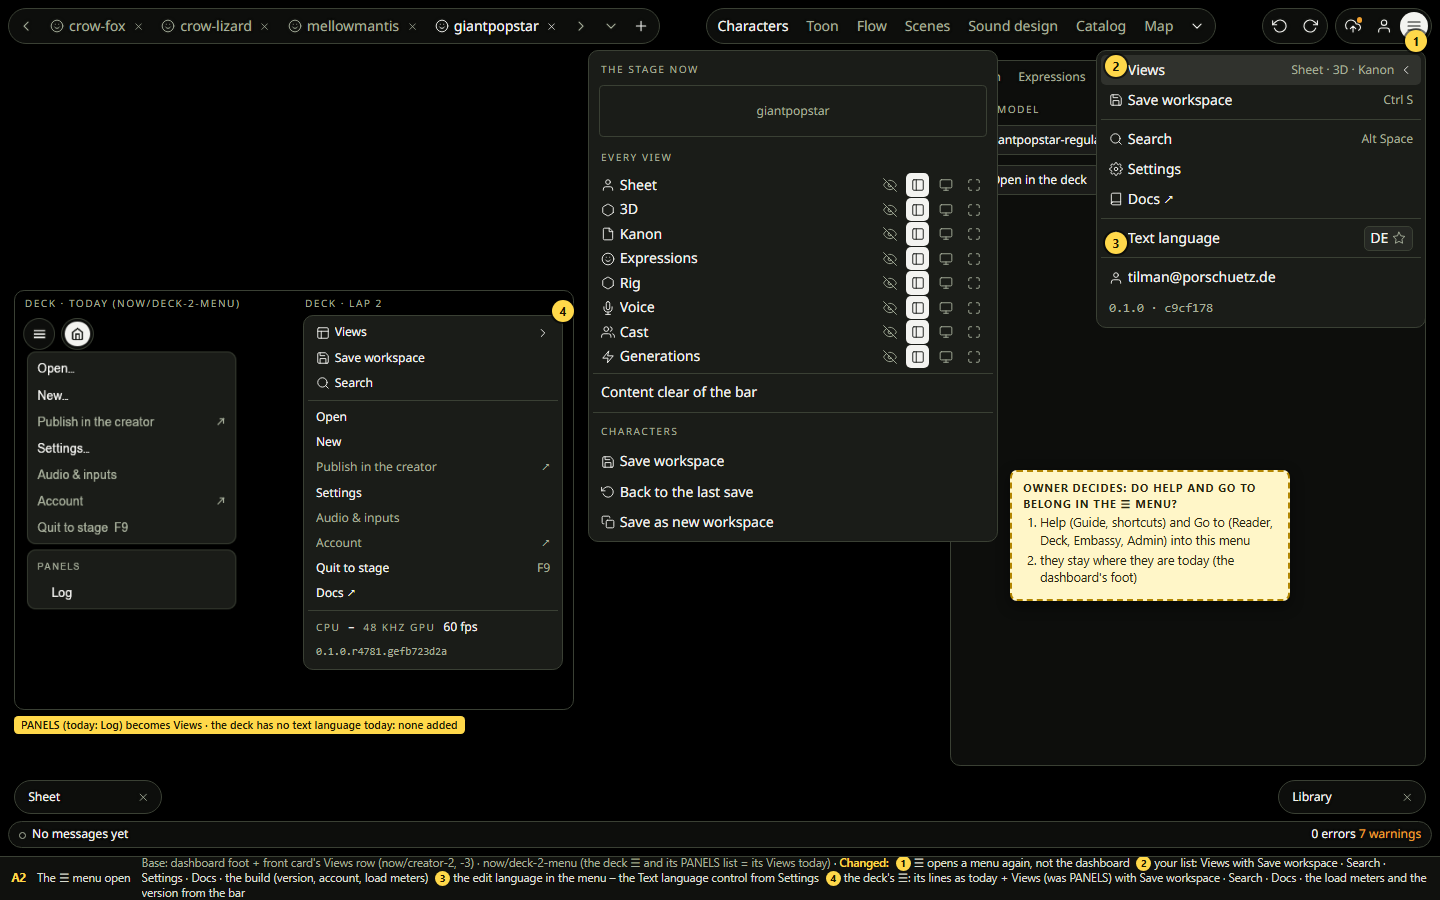 crow-fox × crow-lizard × mellowmantis × giantpopstar ×
Characters Toon Flow Scenes Sound design Catalog Map
1
THE STAGE NOW
giantpopstar
EVERY VIEW
Sheet
3D
Kanon
Expressions
Rig
Voice
Cast
Generations
Content clear of the bar
CHARACTERS
Save workspace
Back to the last save
Save as new workspace
Expressions
MODEL
antpopstar-regula
Open in the deck
2 Views Sheet · 3D · Kanon
Save workspace Ctrl S
Search Alt Space
Settings
Docs ↗
3 Text language DE
tilman@porschuetz.de
0.1.0 · c9cf178
DECK · TODAY (NOW/DECK-2-MENU)
Open...
New...
Publish in the creator ↗
Settings...
Audio & inputs
Account ↗
Quit to stage F9
PANELS
Log
DECK · LAP 2
4
Views
Save workspace
Search
Open
New
Publish in the creator ↗
Settings
Audio & inputs
Account ↗
Quit to stage F9
Docs ↗
CPU – 48 KHZ GPU 60 fps
0.1.0.r4781.gefb723d2a
PANELS (today: Log) becomes Views · the deck has no text language today: none added
OWNER DECIDES: DO HELP AND GO TO
BELONG IN THE ☰ MENU?
1. Help (Guide, shortcuts) and Go to (Reader,
Deck, Embassy, Admin) into this menu
2. they stay where they are today (the
dashboard's foot)
Sheet ×
Library ×
No messages yet
0 errors 7 warnings
A2 The ☰ menu open
Base: dashboard foot + front card's Views row (now/creator-2, -3) · now/deck-2-menu (the deck ☰ and its PANELS list = its Views today) · Changed: 1 ☰ opens a menu again, not the dashboard 2 your list: Views with Save workspace · Search ·
Settings · Docs · the build (version, account, load meters) 3 the edit language in the menu – the Text language control from Settings 4 the deck's ☰: its lines as today + Views (was PANELS) with Save workspace · Search · Docs · the load meters and the
version from the bar